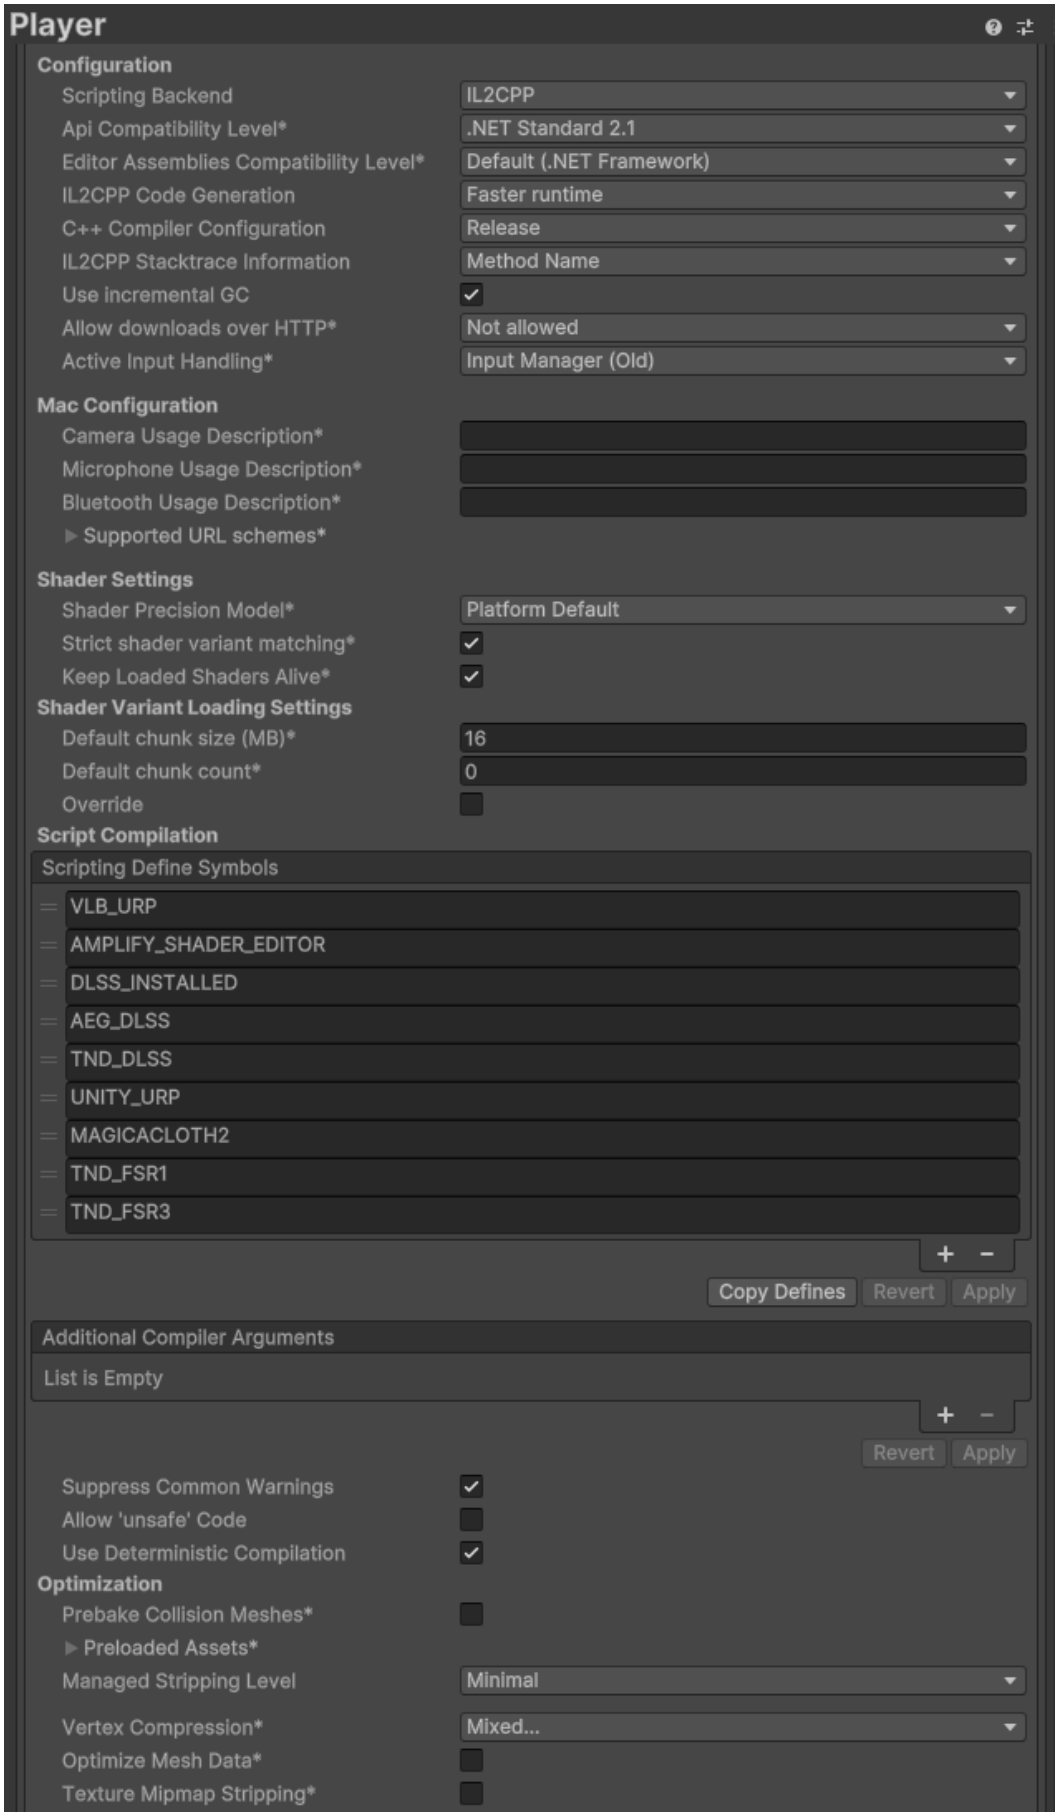 Player
Configuration
Scripting Backend IL2CPP
Api Compatibility Level* .NET Standard 2.1
Editor Assemblies Compatibility Level* Default (.NET Framework)
IL2CPP Code Generation Faster runtime
C++ Compiler Configuration Release
IL2CPP Stacktrace Information Method Name
Use incremental GC
Allow downloads over HTTP* Not allowed
Active Input Handling* Input Manager (Old)
Mac Configuration
Camera Usage Description*
Microphone Usage Description*
Bluetooth Usage Description*
Supported URL schemes*
Shader Settings
Shader Precision Model* Platform Default
Strict shader variant matching*
Keep Loaded Shaders Alive*
Shader Variant Loading Settings
Default chunk size (MB)* 16
Default chunk count* 0
Override
Script Compilation
Scripting Define Symbols
VLB_URP
AMPLIFY_SHADER_EDITOR
DLSS_INSTALLED
AEG_DLSS
TND_DLSS
UNITY_URP
MAGICACLOTH2
TND_FSR1
TND_FSR3
+ −
Copy Defines Revert Apply
Additional Compiler Arguments
List is Empty
+ −
Revert Apply
Suppress Common Warnings
Allow 'unsafe' Code
Use Deterministic Compilation
Optimization
Prebake Collision Meshes*
Preloaded Assets*
Managed Stripping Level Minimal
Vertex Compression* Mixed...
Optimize Mesh Data*
Texture Mipmap Stripping*